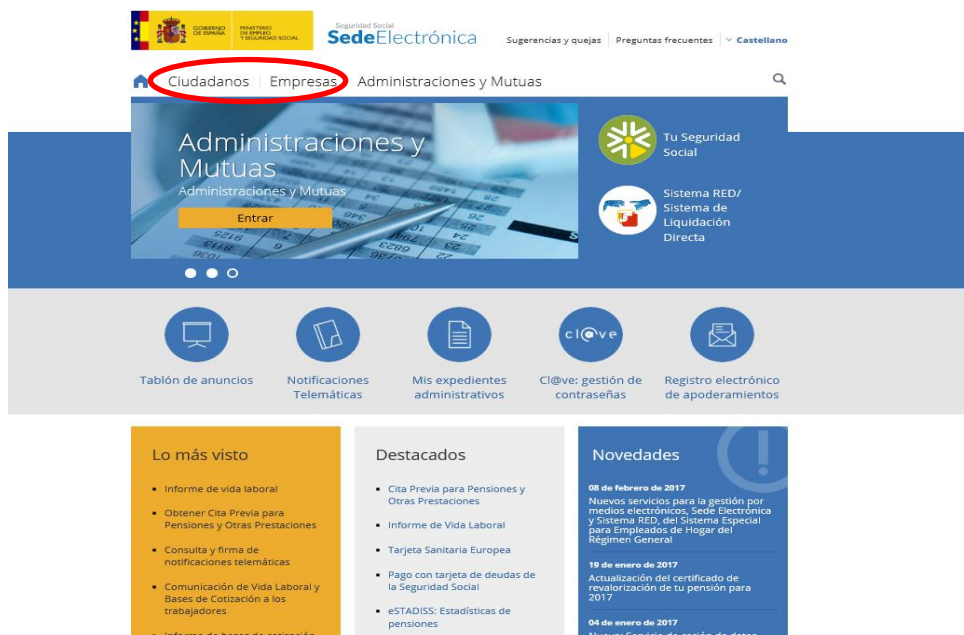 GOBIERNO
DE ESPAÑA
MINISTERIO
DE EMPLEO
Y SEGURIDAD SOCIAL
Seguridad Social
SedeElectrónica
Sugerencias y quejas
Preguntas frecuentes
Castellano
Ciudadanos
Empresas
Administraciones y Mutuas
Administraciones y
Mutuas
Administraciones y Mutuas
Entrar
Tu Seguridad
Social
Sistema RED/
Sistema de
Liquidación
Directa
cl@ve
Tablón de anuncios
Notificaciones
Telemáticas
Mis expedientes
administrativos
Cl@ve: gestión de
contraseñas
Registro electrónico
de apoderamientos
Lo más visto
Informe de vida laboral
Obtener Cita Previa para
Pensiones y Otras Prestaciones
Consulta y firma de
notificaciones telemáticas
Comunicación de Vida Laboral y
Bases de Cotización a los
trabajadores
Destacados
Cita Previa para Pensiones y
Otras Prestaciones
Informe de Vida Laboral
Tarjeta Sanitaria Europea
Pago con tarjeta de deudas de
la Seguridad Social
eSTADISS: Estadísticas de
pensiones
Novedades
08 de febrero de 2017
Nuevos servicios para la gestión por
medios electrónicos, Sede Electrónica
y Sistema RED, del Sistema Especial
para Empleados de Hogar del
Régimen General
19 de enero de 2017
Actualización del certificado de
revalorización de tu pensión para
2017
04 de enero de 2017